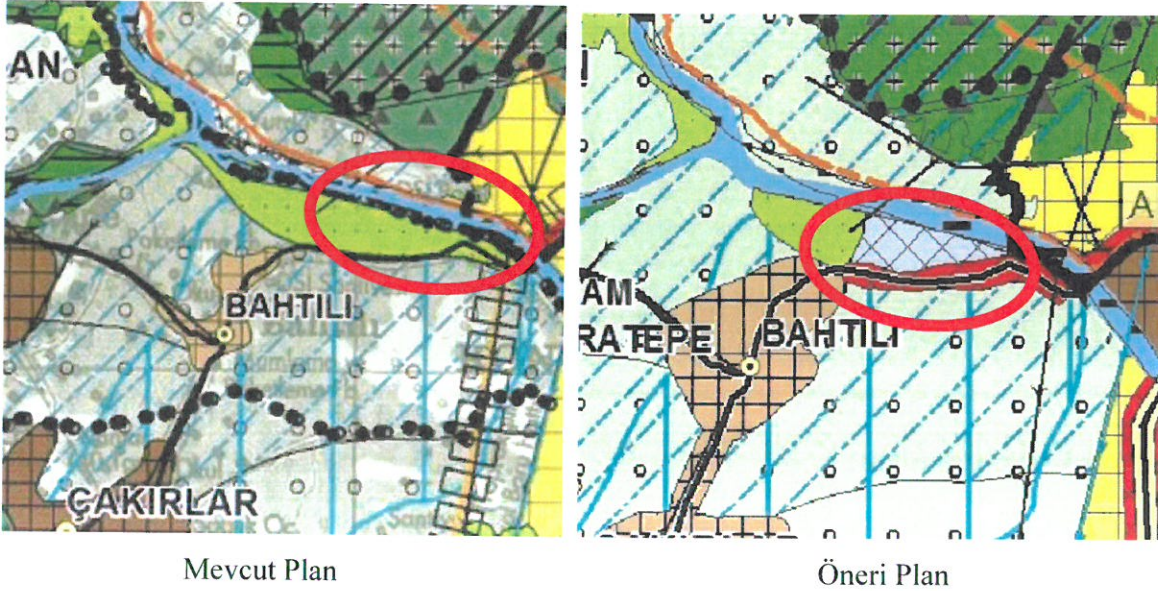 AN
BAHTILI
ÇAKIRLAR
AM
RATEPE
BAHTILI
A
Mevcut Plan
Öneri Plan